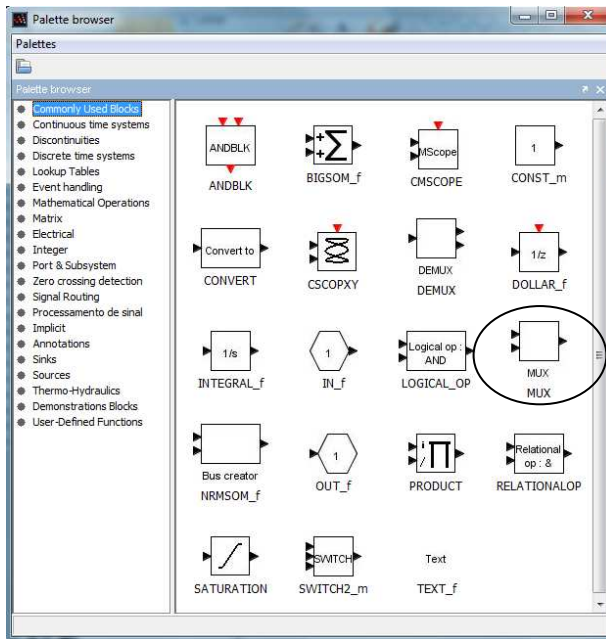 Palette browser
Palettes
Palette browser
Commonly Used Blocks
Continuous time systems
Discontinuities
Discrete time systems
Lookup Tables
Event handling
Mathematical Operations
Matrix
Electrical
Integer
Port & Subsystem
Zero crossing detection
Signal Routing
Processamento de sinal
Implicit
Annotations
Sinks
Sources
Thermo-Hydraulics
Demonstrations Blocks
User-Defined Functions
ANDBLK
MScope
1
ANDBLK
BIGSOM_f
CMSCOPE
CONST_m
Convert to
DEMUX
1/z
CONVERT
CSCOPXY
DEMUX
DOLLAR_f
1/s
1
Logical op :
AND
MUX
INTEGRAL_f
IN_f
LOGICAL_OP
MUX
Bus creator
1
Relational
op : &
NRMSOM_f
OUT_f
PRODUCT
RELATIONALOP
SWITCH
Text
SATURATION
SWITCH2_m
TEXT_f